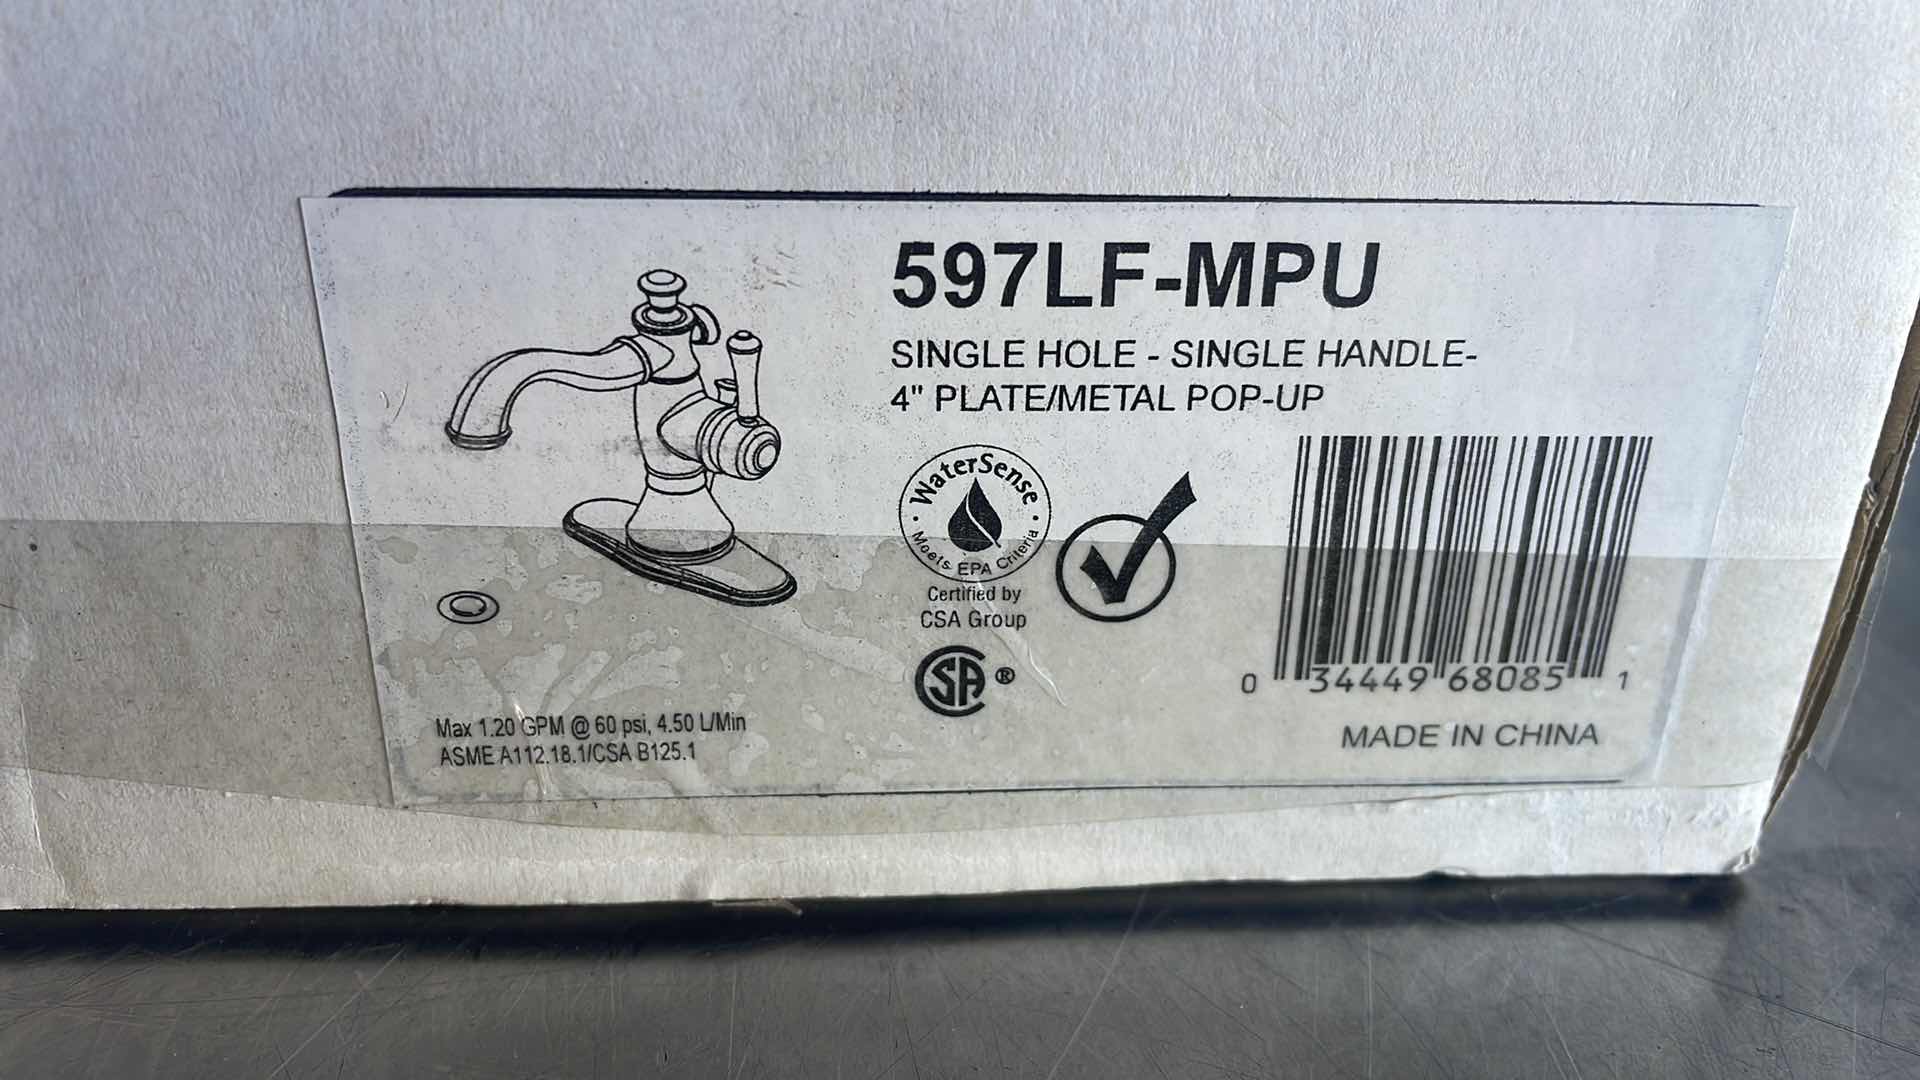 597LF-MPU
SINGLE HOLE - SINGLE HANDLE-
4" PLATE/METAL POP-UP
WaterSense
Meets EPA Criteria
Certified by
CSA Group
SA ®
0 34449 68085 1
MADE IN CHINA
Max 1.20 GPM @ 60 psi, 4.50 L/Min
ASME A112.18.1/CSA B125.1